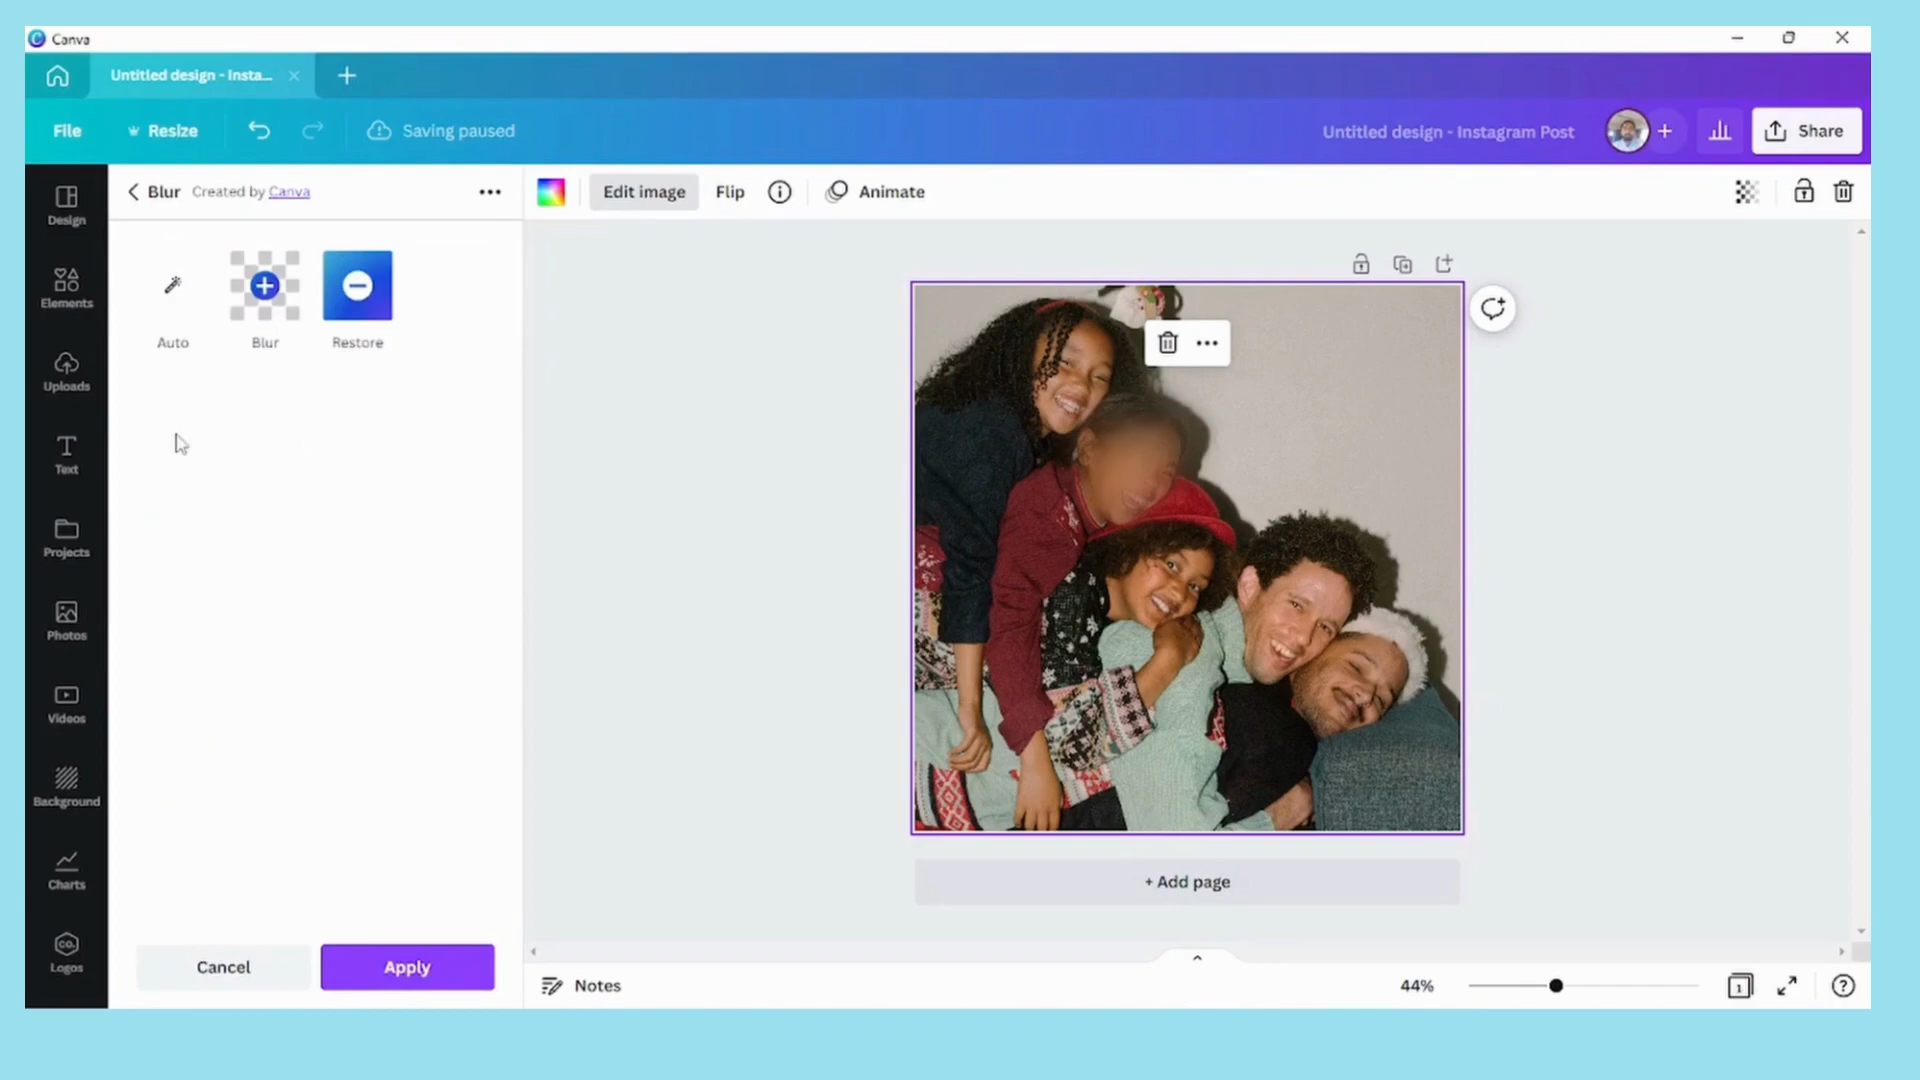 Canva
Untitled design - Insta...
File
Resize
Saving paused
Untitled design - Instagram Post
Share
Blur Created by Canva
Edit image
Flip
Animate
Design
Elements
Uploads
Text
Projects
Photos
Videos
Background
Charts
CO.
Logos
Auto
Blur
Restore
+ Add page
Cancel
Apply
Notes
44%
1